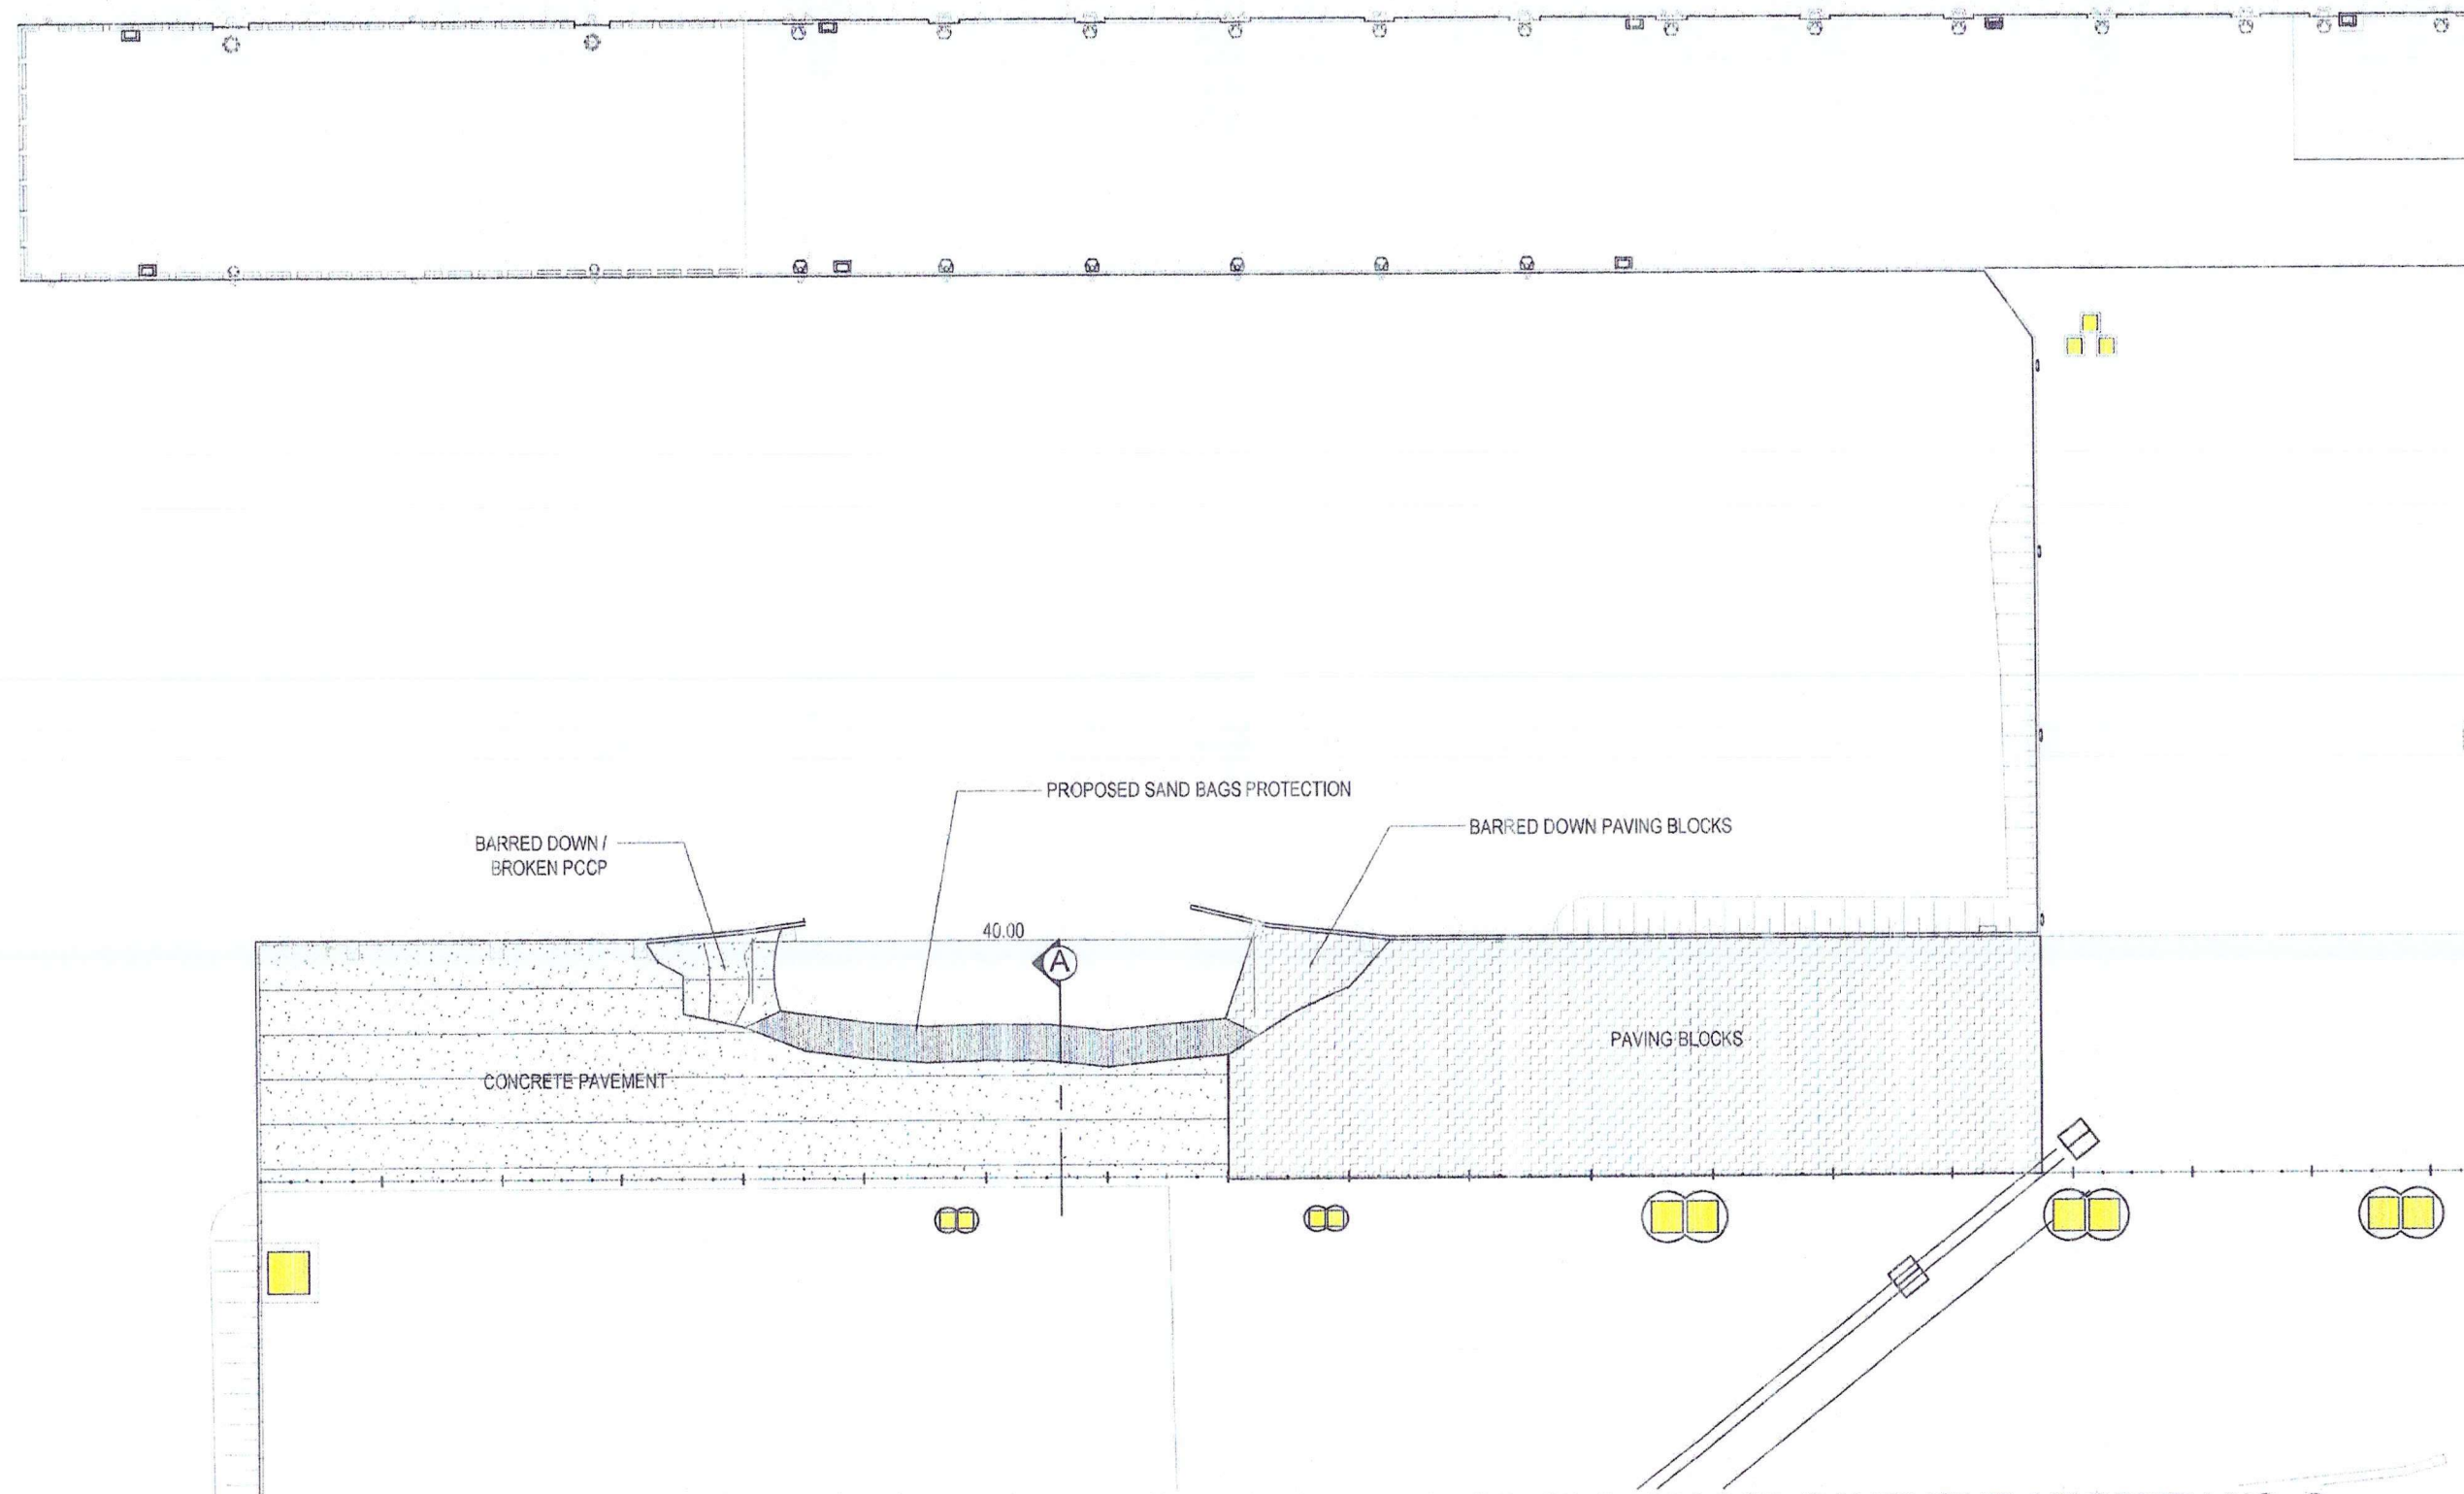 PROPOSED SAND BAGS PROTECTION
BARRED DOWN PAVING BLOCKS
BARRED DOWN /
BROKEN PCCP
40.00
A
PAVING BLOCKS
CONCRETE PAVEMENT